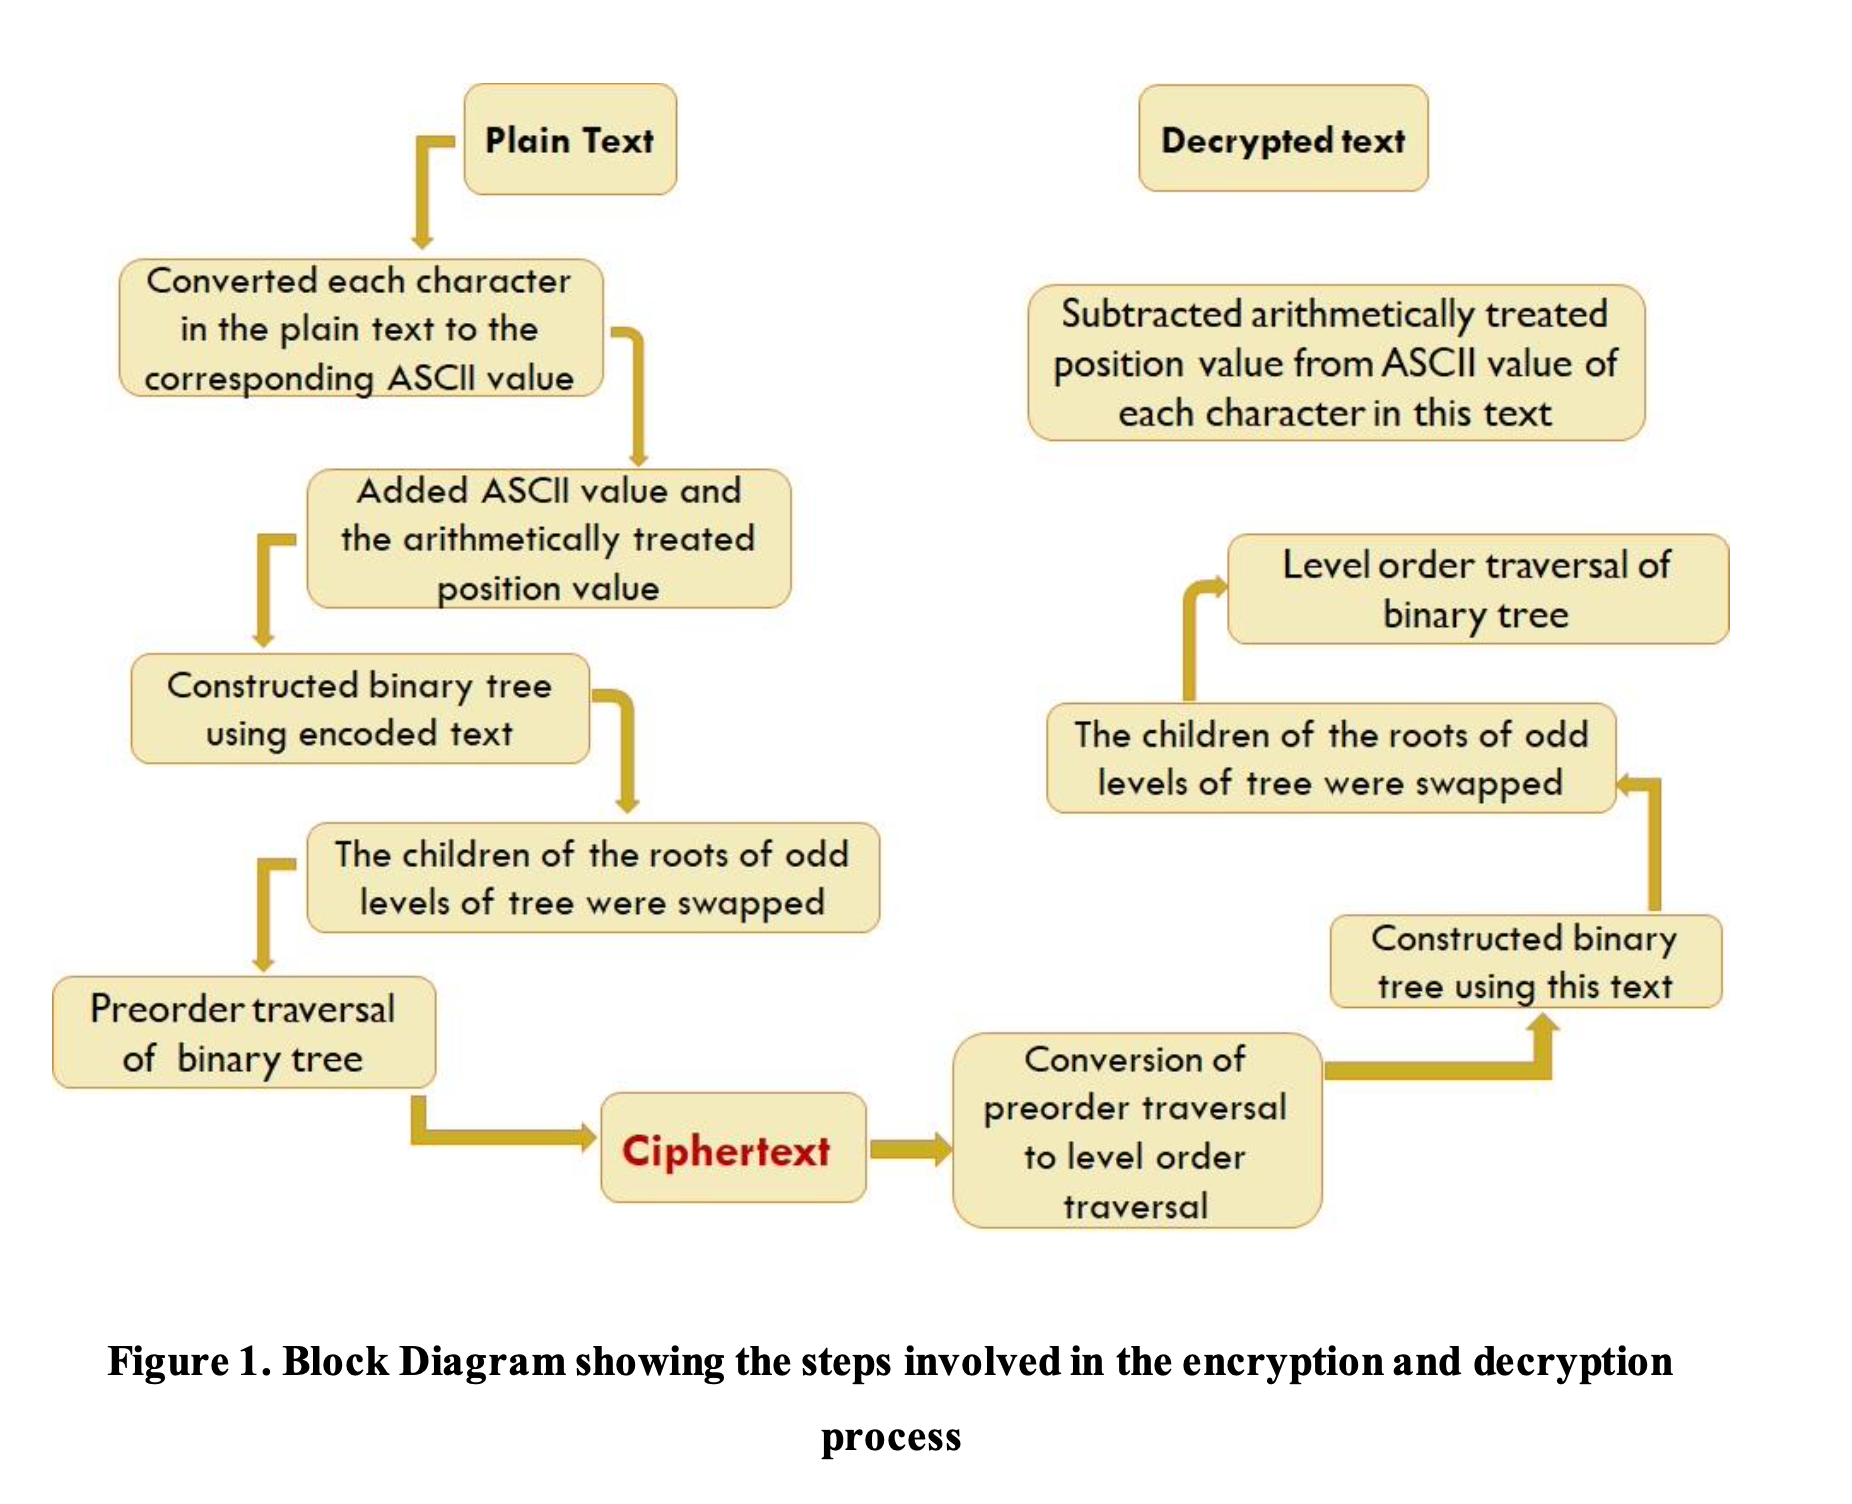 Plain Text
Converted each character
in the plain text to the
corresponding ASCII value
Added ASCII value and
the arithmetically treated
position value
Constructed binary tree
using encoded text
The children of the roots of odd
levels of tree were swapped
Preorder traversal
of binary tree
Ciphertext
Conversion of
preorder traversal
to level order
traversal
Constructed binary
tree using this text
The children of the roots of odd
levels of tree were swapped
Level order traversal of
binary tree
Subtracted arithmetically treated
position value from ASCII value of
each character in this text
Decrypted text
Figure 1. Block Diagram showing the steps involved in the encryption and decryption
process